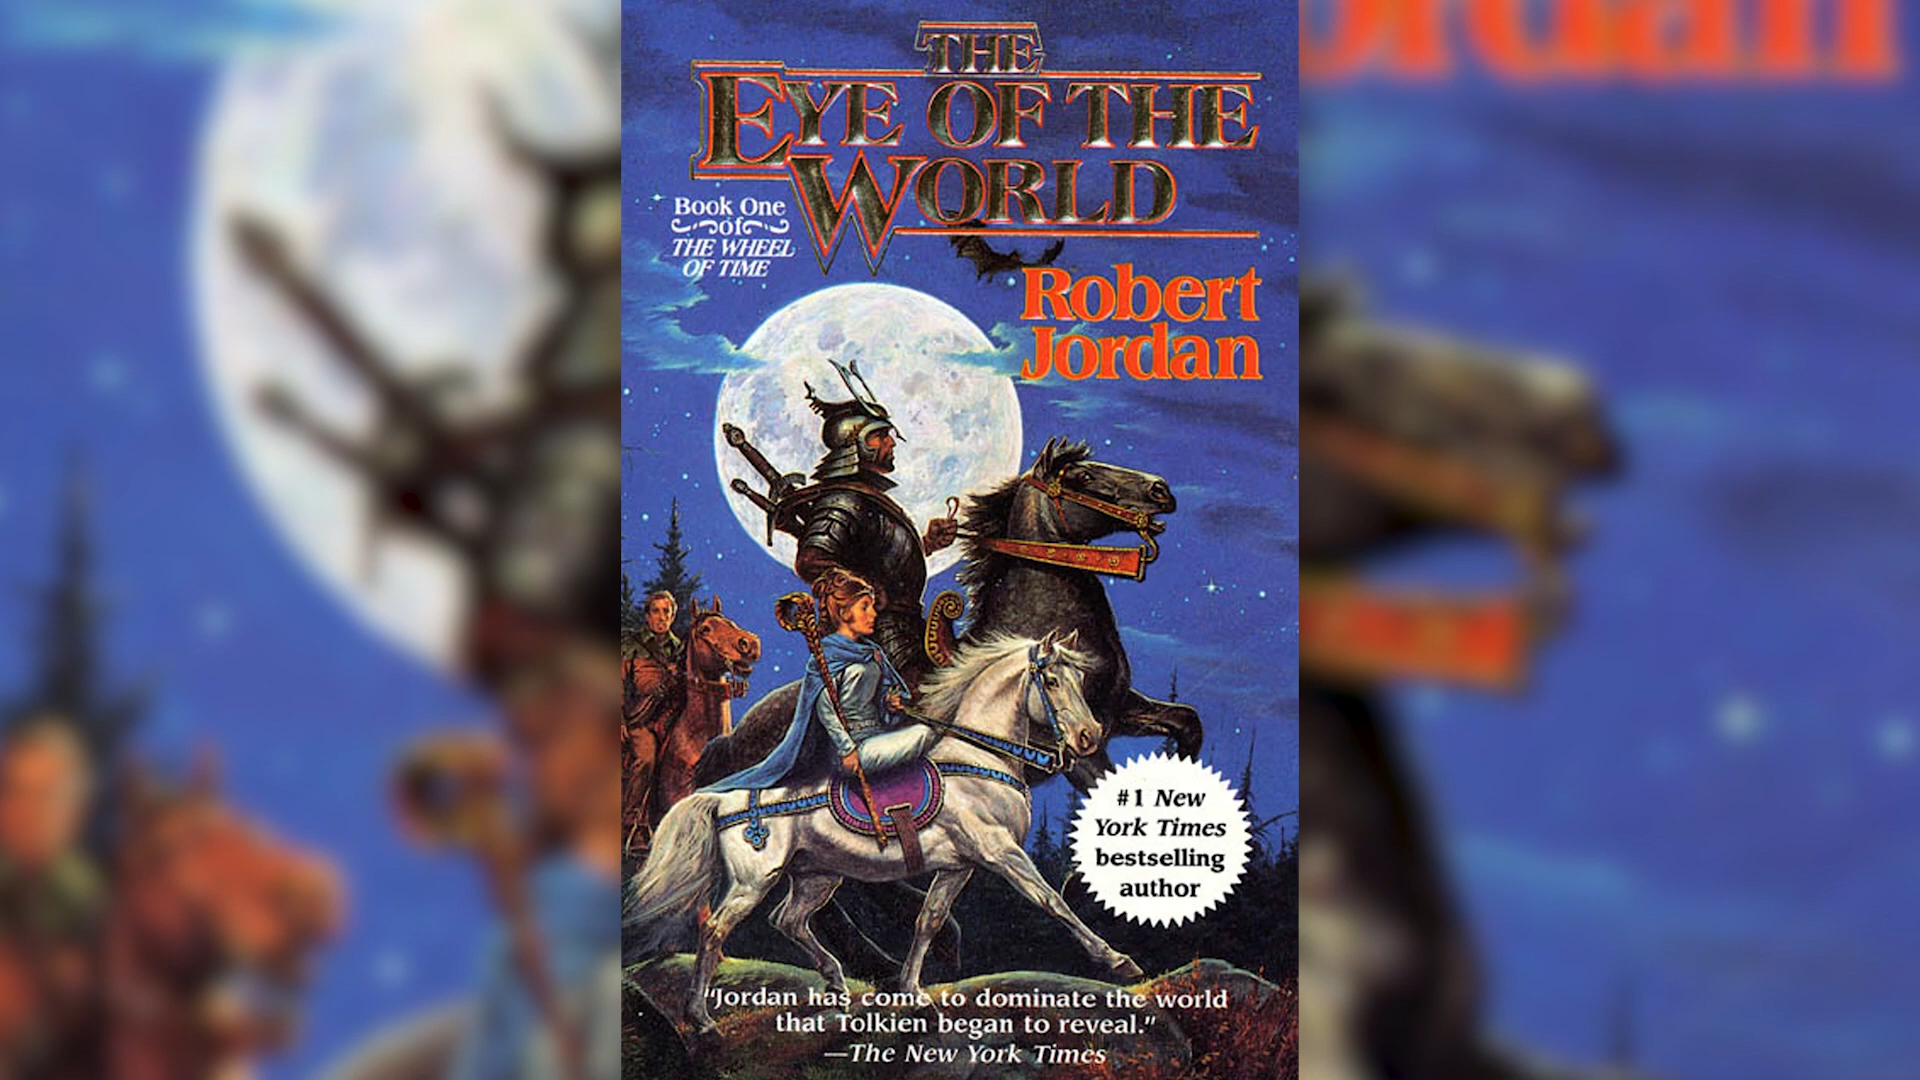 THE
EYE OF THE
WORLD
Book One
of
THE WHEEL
OF TIME
Robert
Jordan
#1 New
York Times
bestselling
author
"Jordan has come to dominate the world
that Tolkien began to reveal."
—The New York Times